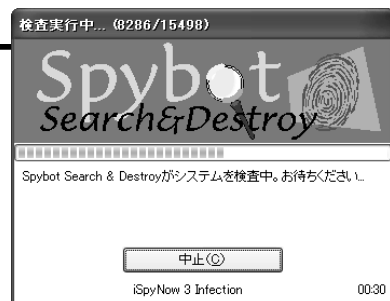 検査実行中... (8286/15498)
Spybot
Search&Destroy
Spybot Search & Destroyがシステムを検査中。お待ちください...
中止(C)
iSpyNow 3 Infection 00:30